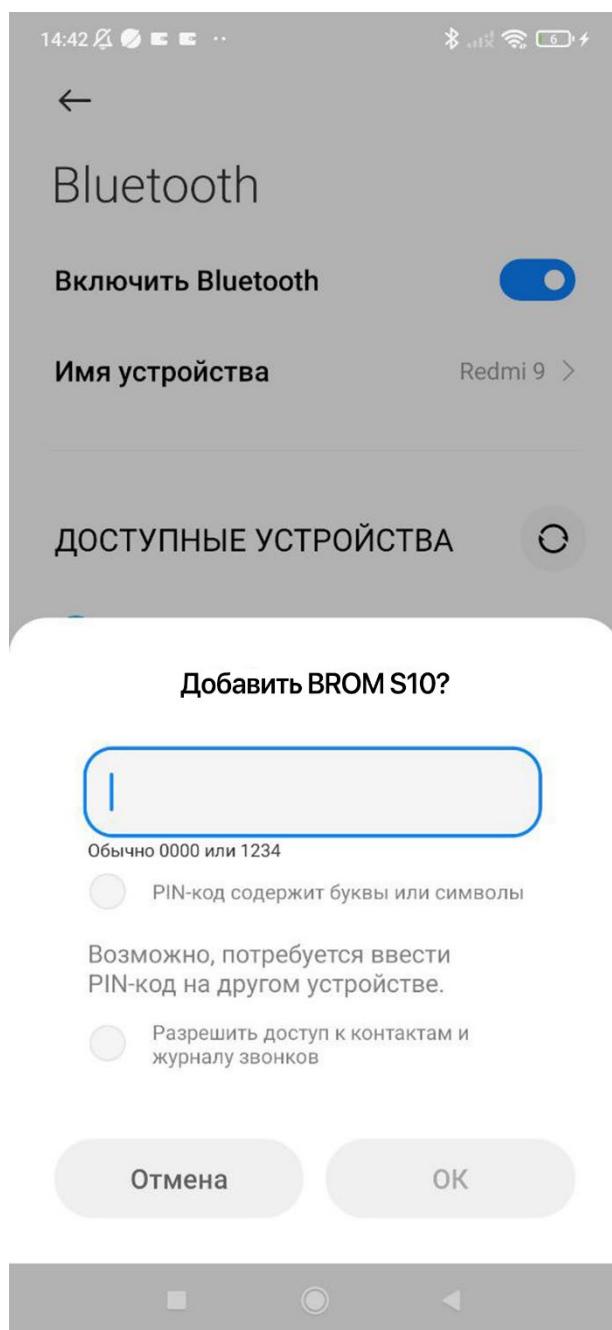 14:42
6
Bluetooth
Включить Bluetooth
Имя устройства
Redmi 9
ДОСТУПНЫЕ УСТРОЙСТВА
Добавить BROM S10?
Обычно 0000 или 1234
PIN-код содержит буквы или символы
Возможно, потребуется ввести
PIN-код на другом устройстве.
Разрешить доступ к контактам и
журналу звонков
Отмена
ОК